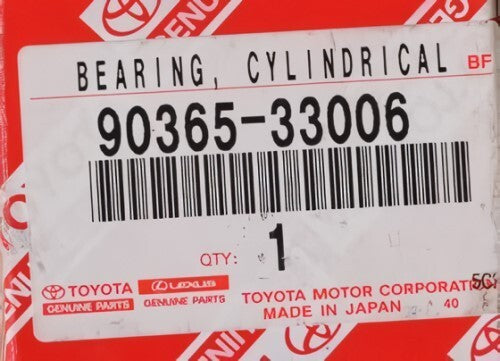 GENUINE
BEARING, CYLINDRICAL BF
90365-33006
QTY: 1
TOYOTA LEXUS
GENUINE PARTS GENUINE PARTS
TOYOTA MOTOR CORPORATION
MADE IN JAPAN 40